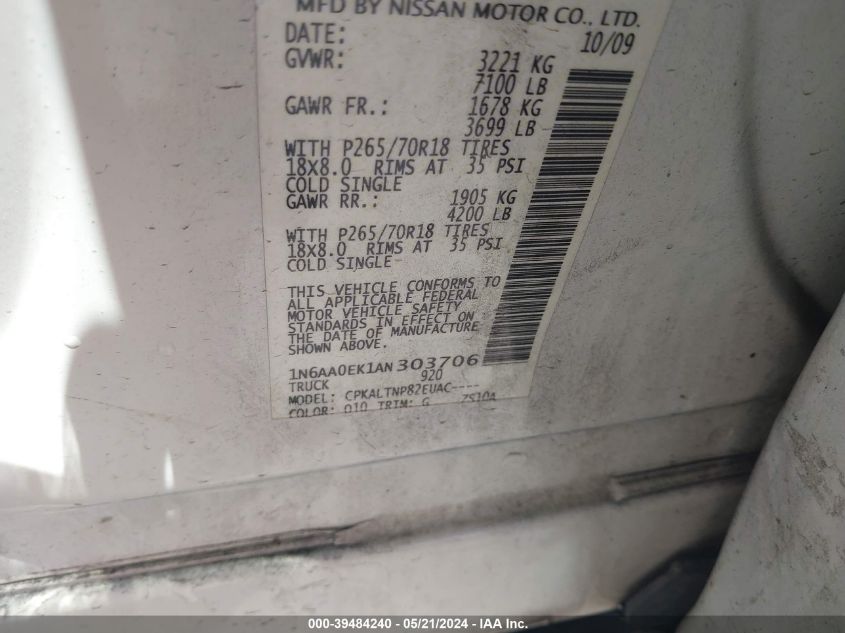 MFD BY NISSAN MOTOR CO., LTD.
DATE: 10/09
GVWR: 3221 KG
7100 LB
GAWR FR.: 1678 KG
3699 LB
WITH P265/70R18 TIRES
18X8.0 RIMS AT 35 PSI
COLD SINGLE
GAWR RR.: 1905 KG
4200 LB
WITH P265/70R18 TIRES
18X8.0 RIMS AT 35 PSI
COLD SINGLE
THIS VEHICLE CONFORMS TO
ALL APPLICABLE FEDERAL
MOTOR VEHICLE SAFETY
STANDARDS IN EFFECT ON
THE DATE OF MANUFACTURE
SHOWN ABOVE.
1N6AA0EK1AN303706
TRUCK 920
MODEL: CPKALTNP82EUAC----
COLOR: Q10 TRIM: G ZS10A
000-39484240 - 05/21/2024 - IAA Inc.